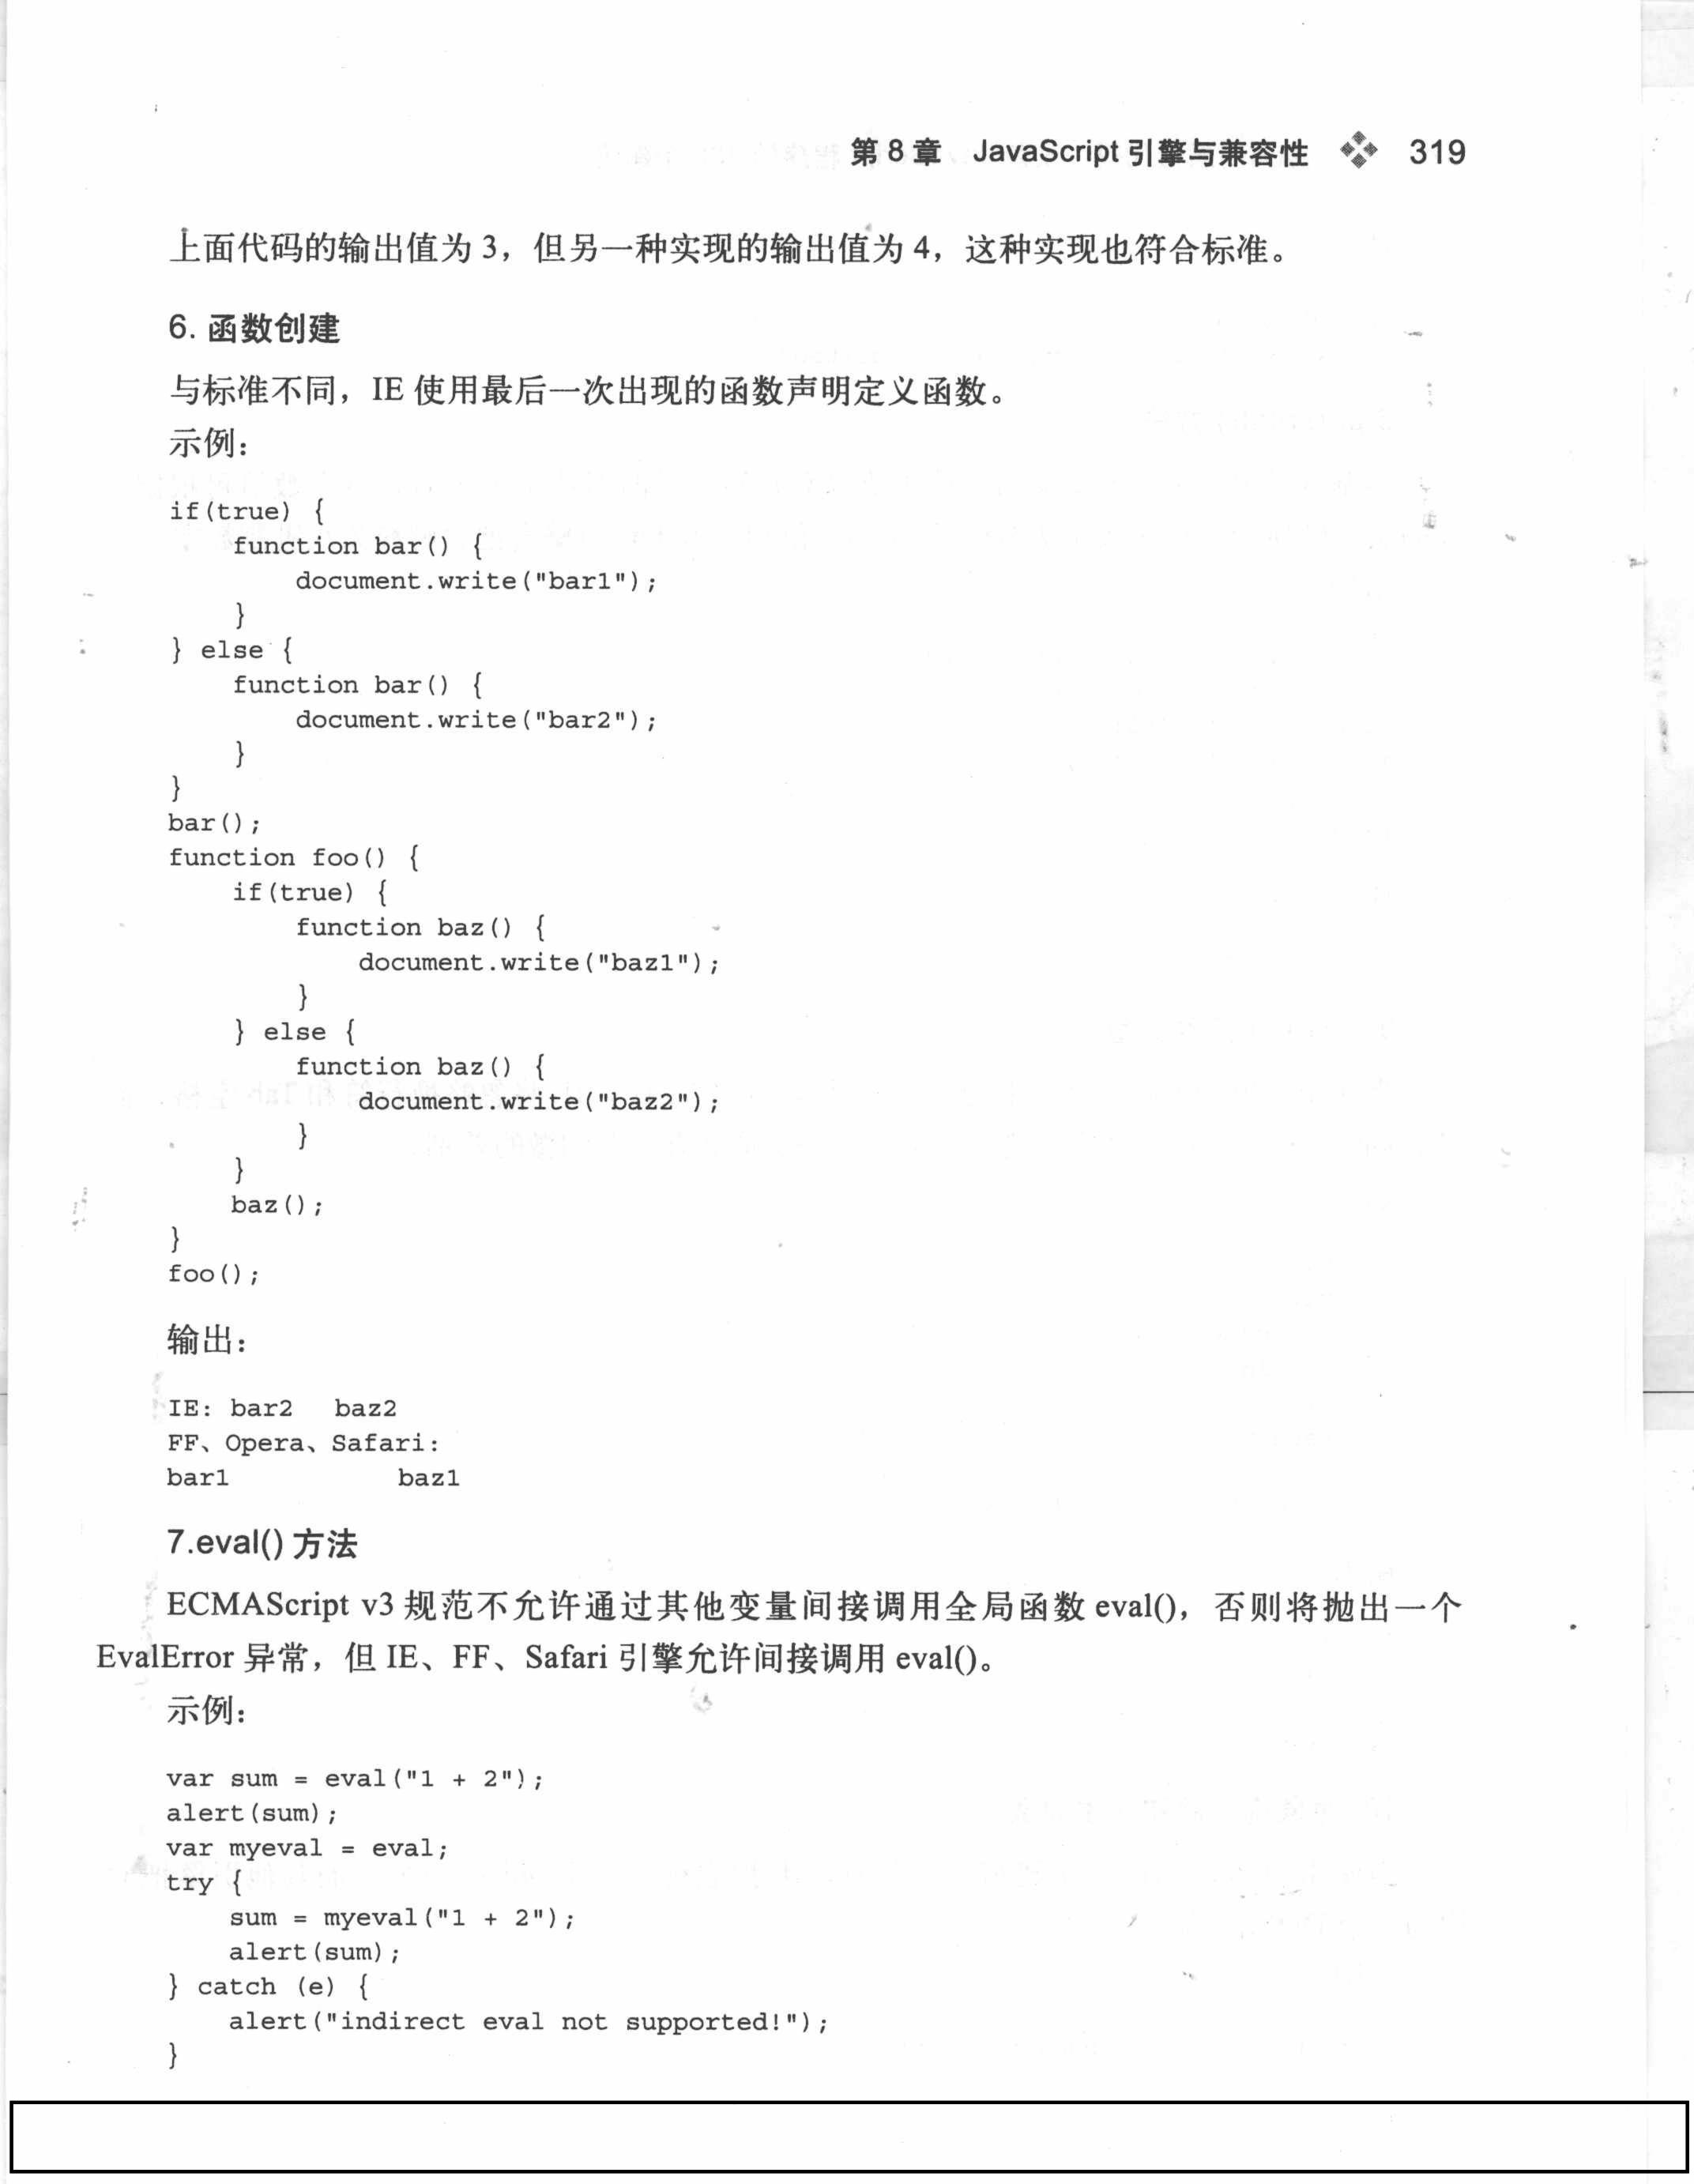 第 8 章 JavaScript 引擎与兼容性 319
上面代码的输出值为 3，但另一种实现的输出值为 4，这种实现也符合标准。
6. 函数创建
与标准不同，IE 使用最后一次出现的函数声明定义函数。
示例：
if(true) {
    function bar() {
        document.write("bar1");
    }
} else {
    function bar() {
        document.write("bar2");
    }
}
bar();
function foo() {
    if(true) {
        function baz() {
            document.write("baz1");
        }
    } else {
        function baz() {
            document.write("baz2");
        }
    }
    baz();
}
foo();
输出：
IE: bar2  baz2
FF、Opera、Safari:
bar1           baz1
7.eval() 方法
ECMAScript v3 规范不允许通过其他变量间接调用全局函数 eval()，否则将抛出一个
EvalError 异常，但 IE、FF、Safari 引擎允许间接调用 eval()。
示例：
var sum = eval("1 + 2");
alert(sum);
var myeval = eval;
try {
    sum = myeval("1 + 2");
    alert(sum);
} catch (e) {
    alert("indirect eval not supported!");
}